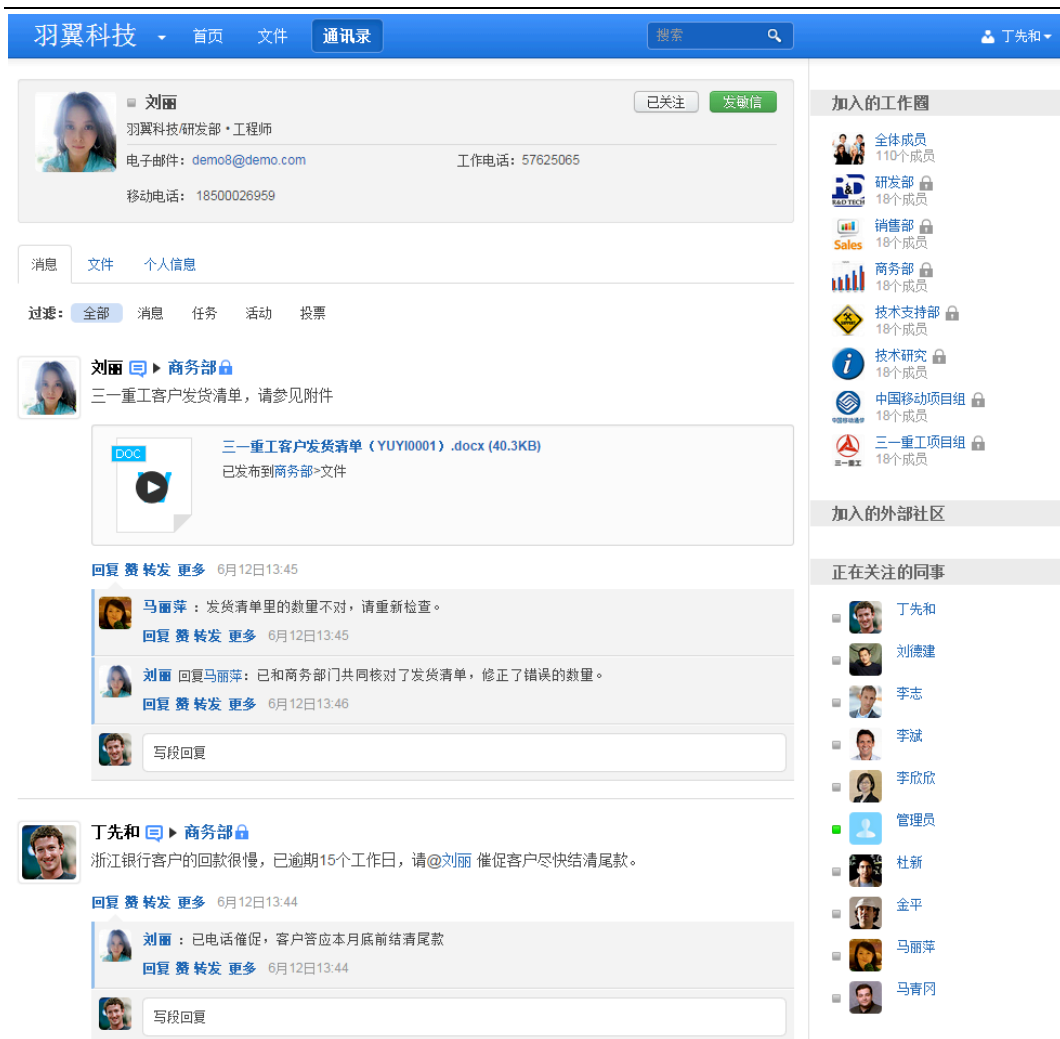 羽翼科技 首页 文件 通讯录 搜索 丁先和
刘丽 已关注 发敏信
羽翼科技/研发部·工程师
电子邮件: demo8@demo.com 工作电话: 57625065
移动电话: 18500026959
消息 文件 个人信息
过滤: 全部 消息 任务 活动 投票
刘丽 商务部
三一重工客户发货清单，请参见附件
DOC
三一重工客户发货清单（YUYI0001）.docx (40.3KB)
已发布到商务部>文件
回复 赞 转发 更多 6月12日13:45
马丽萍 : 发货清单里的数量不对，请重新检查。
回复 赞 转发 更多 6月12日13:45
刘丽 回复马丽萍: 已和商务部门共同核对了发货清单，修正了错误的数量。
回复 赞 转发 更多 6月12日13:46
写段回复
丁先和 商务部
浙江银行客户的回款很慢，已逾期15个工作日，请@刘丽 催促客户尽快结清尾款。
回复 赞 转发 更多 6月12日13:44
刘丽 : 已电话催促，客户答应本月底前结清尾款
回复 赞 转发 更多 6月12日13:44
写段回复
加入的工作圈
全体成员
110个成员
研发部
18个成员
R&D TECH
销售部
18个成员
Sales
商务部
18个成员
技术支持部
18个成员
技术研究
18个成员
中国移动项目组
18个成员
三一重工项目组
18个成员
三一重工
加入的外部社区
正在关注的同事
丁先和
刘德建
李志
李斌
李欣欣
管理员
杜新
金平
马丽萍
马青冈